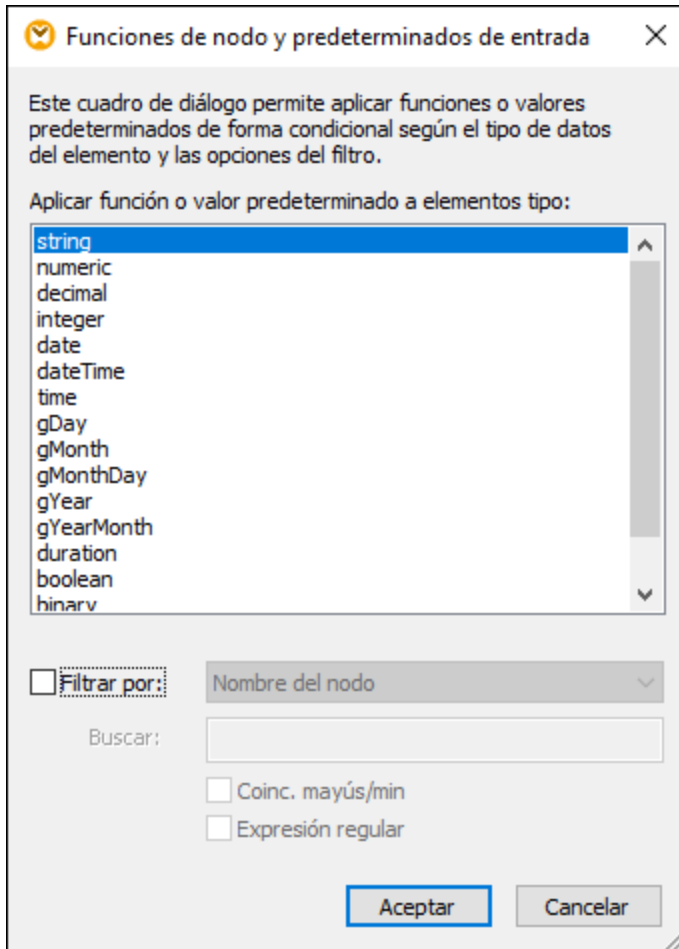 Funciones de nodo y predeterminados de entrada
Este cuadro de diálogo permite aplicar funciones o valores
predeterminados de forma condicional según el tipo de datos
del elemento y las opciones del filtro.
Aplicar función o valor predeterminado a elementos tipo:
string
numeric
decimal
integer
date
dateTime
time
gDay
gMonth
gMonthDay
gYear
gYearMonth
duration
boolean
binary
Filtrar por:
Nombre del nodo
Buscar:
Coinc. mayús/min
Expresión regular
Aceptar
Cancelar